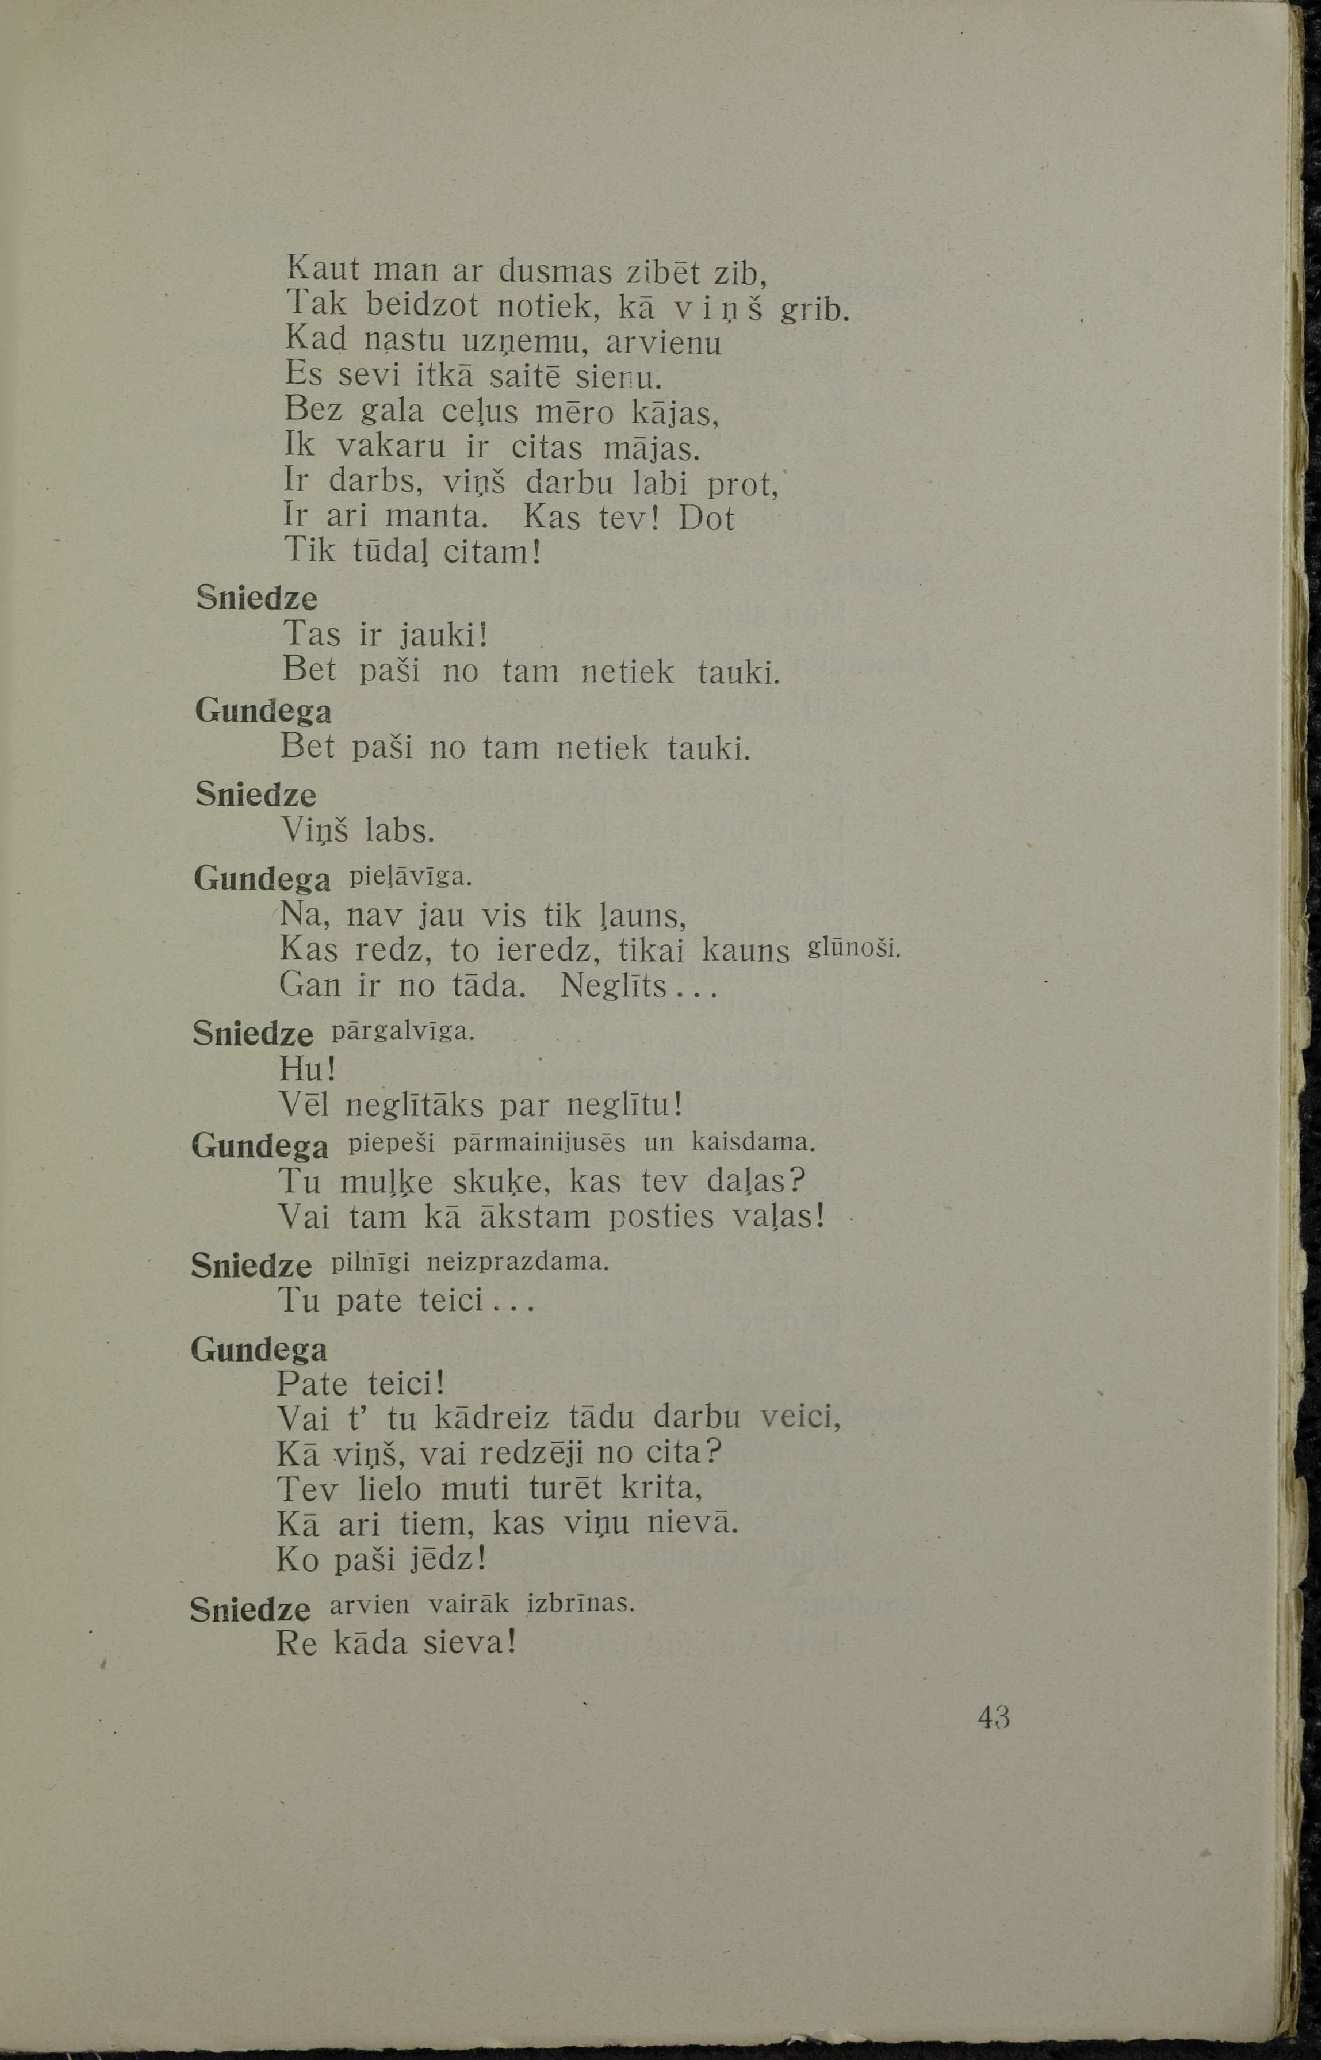 Kaut man ar dusmas zibēt zib,
Tak beidzot notiek, kā viņš grib.
Kad nastu uzņemu, arvienu
Es sevi itkā saitē sienu.
Bez gala ceļus mēro kājas,
Ik vakaru ir citas mājas.
Ir darbs, viņš darbu labi prot,
Ir ari manta. Kas tev! Dot
Tik tūdaļ citam!
Sniedze
Tas ir jauki!
Bet paši no tam netiek tauki.
Gundega
Bet paši no tam netiek tauki.
Sniedze
Viņš labs.
Gundega pieļāvīga.
Na, nav jau vis tik ļauns,
Kas redz, to ieredz, tikai kauns glūnoši.
Gan ir no tāda. Neglīts...
Sniedze pārgalvīga.
Hu!
Vēl neglītāks par neglītu!
Gundega piepeši pārmainijusēs un kaisdama.
Tu muļķe skuķe, kas tev daļas?
Vai tam kā ākstam posties vaļas!
Sniedze pilnīgi neizprazdama.
Tu pate teici...
Gundega
Pate teici!
Vai t’ tu kādreiz tādu darbu veici,
Kā viņš, vai redzēji no cita?
Tev lielo muti turēt krita,
Kā ari tiem, kas viņu nievā.
Ko paši jēdz!
Sniedze arvien vairāk izbrīnas.
Re kāda sieva!
43